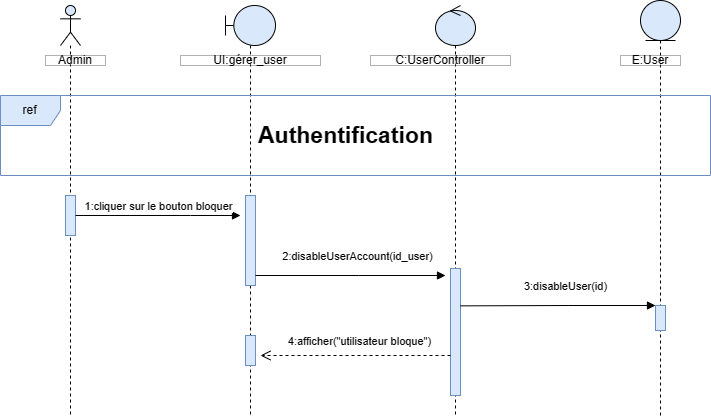 Admin
UI:gérer_user
C:UserController
E:User
ref
Authentification
1:cliquer sur le bouton bloquer
2:disableUserAccount(id_user)
3:disableUser(id)
4:afficher("utilisateur bloque")